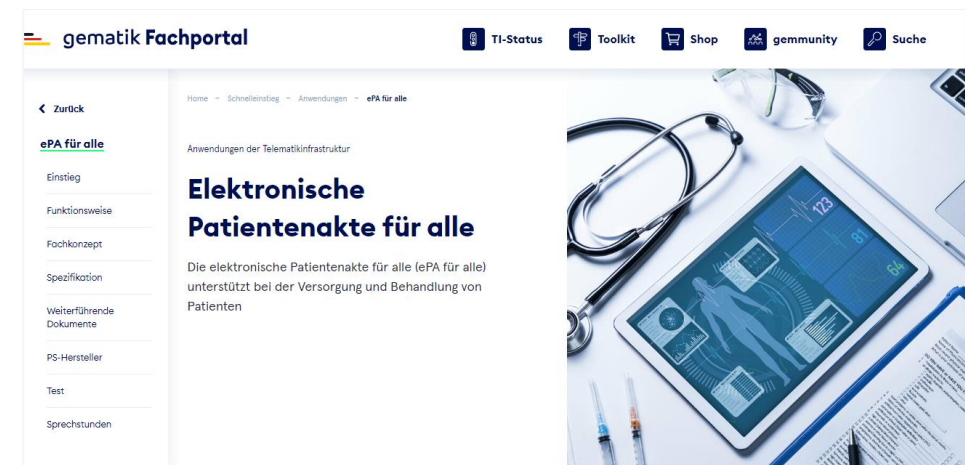 gematik Fachportal
TI-Status
Toolkit
Shop
gemmunity
Suche
Zurück
ePA für alle
Einstieg
Funktionsweise
Fachkonzept
Spezifikation
Weiterführende
Dokumente
PS-Hersteller
Test
Sprechstunden
Home – Schnelleinstieg – Anwendungen – ePA für alle
Anwendungen der Telematikinfrastruktur
Elektronische
Patientenakte für alle
Die elektronische Patientenakte für alle (ePA für alle)
unterstützt bei der Versorgung und Behandlung von
Patienten
123
81
64